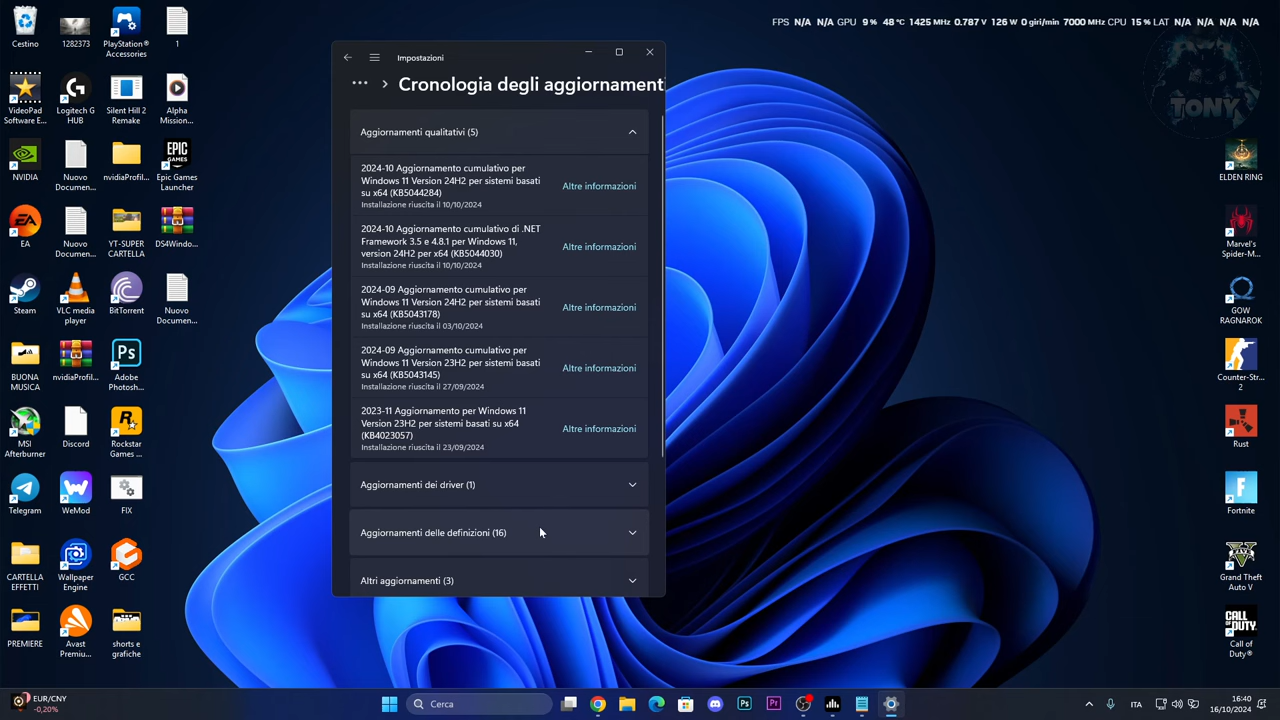 FPS N/A N/A GPU 9 % 48 °C 1425 MHz 0.787 V 126 W 0 giri/min 7000 MHz CPU 15 % LAT N/A N/A N/A N/A
TONY
Cestino
1282373
PlayStation®
Accessories
1
VideoPad
Software E...
Logitech G
HUB
Silent Hill 2
Remake
Alpha
Mission...
NVIDIA
Nuovo
Documen...
nvidiaProfil...
Epic Games
Launcher
EA
Nuovo
Documen...
YT-SUPER
CARTELLA
DS4Windo...
Steam
VLC media
player
BitTorrent
Nuovo
Documen...
BUONA
MUSICA
nvidiaProfil...
Adobe
Photosh...
MSI
Afterburner
Discord
Rockstar
Games ...
Telegram
WeMod
FIX
CARTELLA
EFFETTI
Wallpaper
Engine
GCC
PREMIERE
Avast
Premiu...
shorts e
grafiche
Impostazioni
... > Cronologia degli aggiornament
Aggiornamenti qualitativi (5)
2024-10 Aggiornamento cumulativo per
Windows 11 Version 24H2 per sistemi basati
su x64 (KB5044284)
Installazione riuscita il 10/10/2024
Altre informazioni
2024-10 Aggiornamento cumulativo di .NET
Framework 3.5 e 4.8.1 per Windows 11,
version 24H2 per x64 (KB5044030)
Installazione riuscita il 10/10/2024
Altre informazioni
2024-09 Aggiornamento cumulativo per
Windows 11 Version 24H2 per sistemi basati
su x64 (KB5043178)
Installazione riuscita il 03/10/2024
Altre informazioni
2024-09 Aggiornamento cumulativo per
Windows 11 Version 23H2 per sistemi basati
su x64 (KB5043145)
Installazione riuscita il 27/09/2024
Altre informazioni
2023-11 Aggiornamento per Windows 11
Version 23H2 per sistemi basati su x64
(KB4023057)
Installazione riuscita il 23/09/2024
Altre informazioni
Aggiornamenti dei driver (1)
Aggiornamenti delle definizioni (16)
Altri aggiornamenti (3)
ELDEN RING
Marvel's
Spider-M...
GOW
RAGNAROK
Counter-Str...
2
Rust
Fortnite
Grand Theft
Auto V
Call of
Duty®
EUR/CNY
-0,20%
Cerca
ITA
16:40
16/10/2024